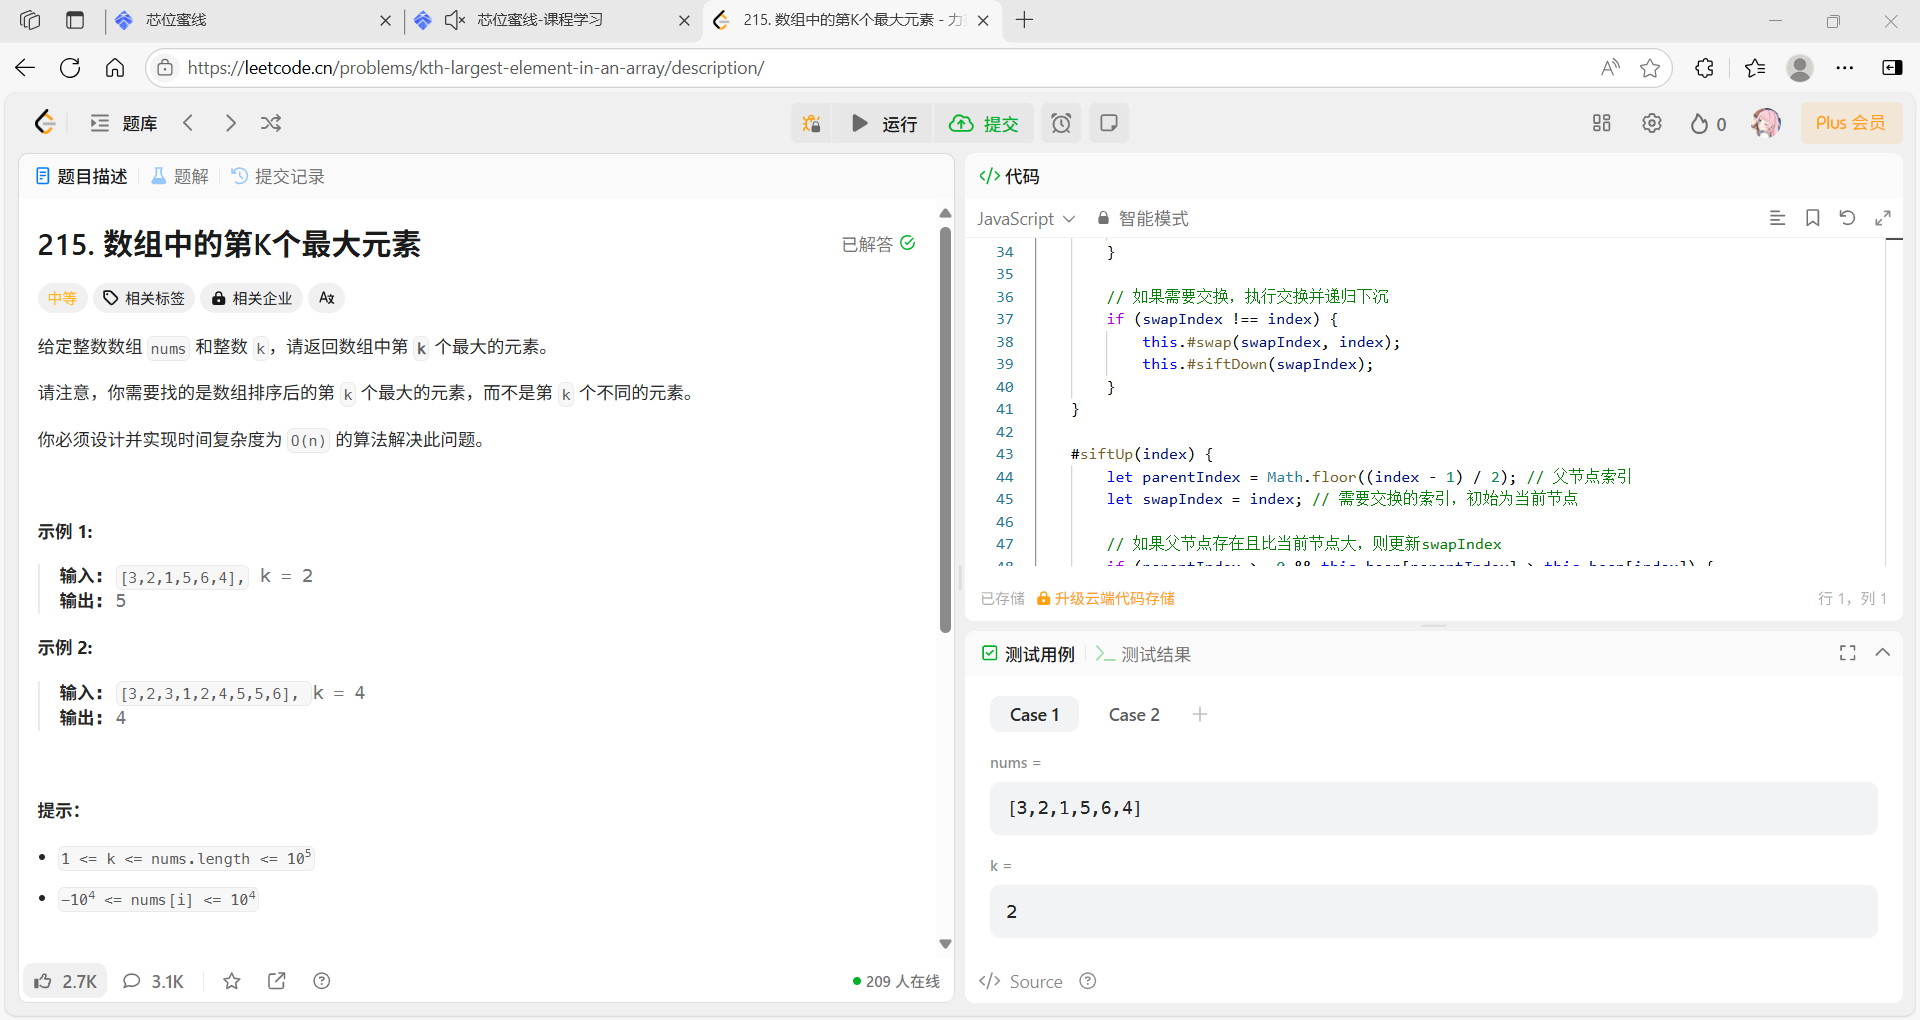 芯位蜜线
芯位蜜线-课程学习
215. 数组中的第K个最大元素 - 力
https://leetcode.cn/problems/kth-largest-element-in-an-array/description/
题库
运行
提交
0
Plus 会员
题目描述
题解
提交记录
215. 数组中的第K个最大元素
已解答
中等
相关标签
相关企业
给定整数数组 nums 和整数 k，请返回数组中第 k 个最大的元素。
请注意，你需要找的是数组排序后的第 k 个最大的元素，而不是第 k 个不同的元素。
你必须设计并实现时间复杂度为 O(n) 的算法解决此问题。
示例 1:
输入: [3,2,1,5,6,4], k = 2
输出: 5
示例 2:
输入: [3,2,3,1,2,4,5,5,6], k = 4
输出: 4
提示：
1 <= k <= nums.length <= 10⁵
-10⁴ <= nums[i] <= 10⁴
2.7K
3.1K
209 人在线
</> 代码
JavaScript
智能模式
34 }
35
36 // 如果需要交换，执行交换并递归下沉
37 if (swapIndex !== index) {
38 this.#swap(swapIndex, index);
39 this.#siftDown(swapIndex);
40 }
41 }
42
43 #siftUp(index) {
44 let parentIndex = Math.floor((index - 1) / 2); // 父节点索引
45 let swapIndex = index; // 需要交换的索引，初始为当前节点
46
47 // 如果父节点存在且比当前节点大，则更新swapIndex
已存储
升级云端代码存储
行 1，列 1
测试用例
测试结果
Case 1
Case 2
nums =
[3,2,1,5,6,4]
k =
2
</> Source